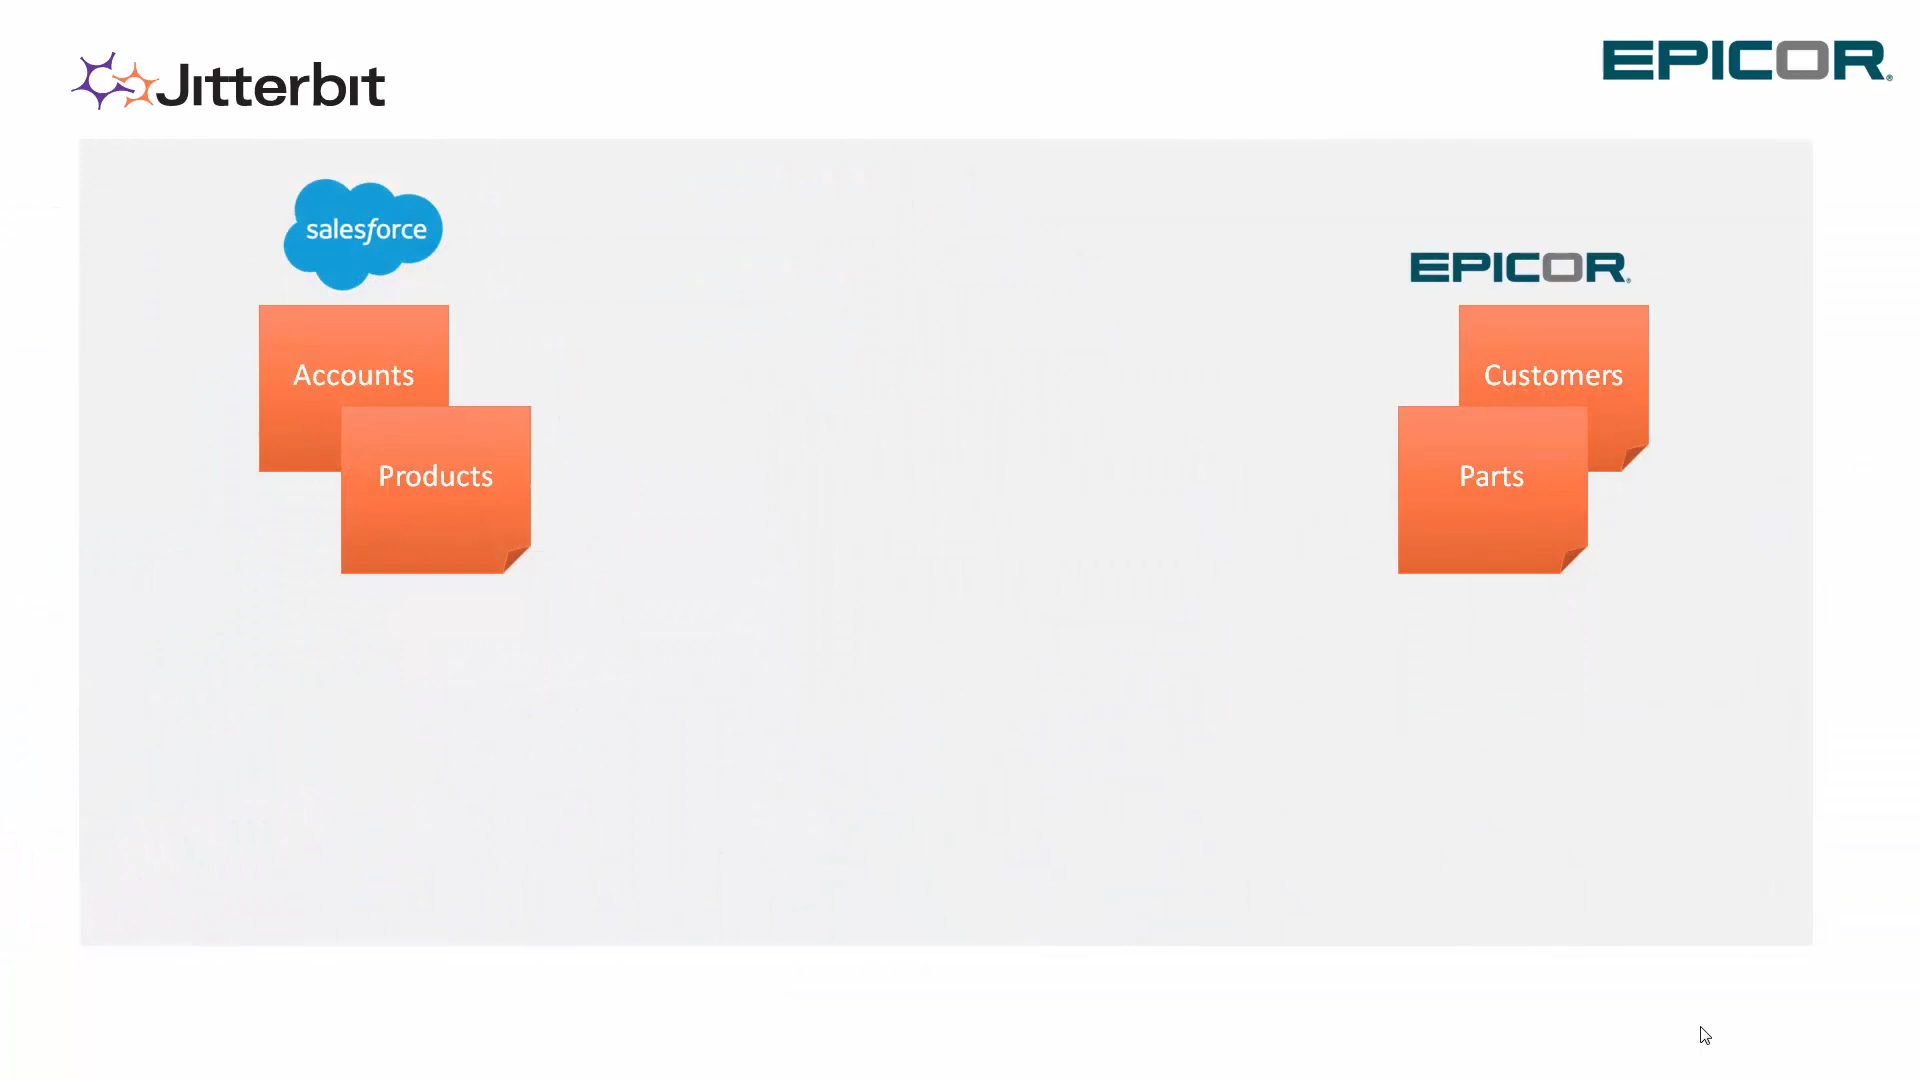 Jitterbit
EPICOR®
salesforce
EPICOR®
Accounts
Customers
Products
Parts